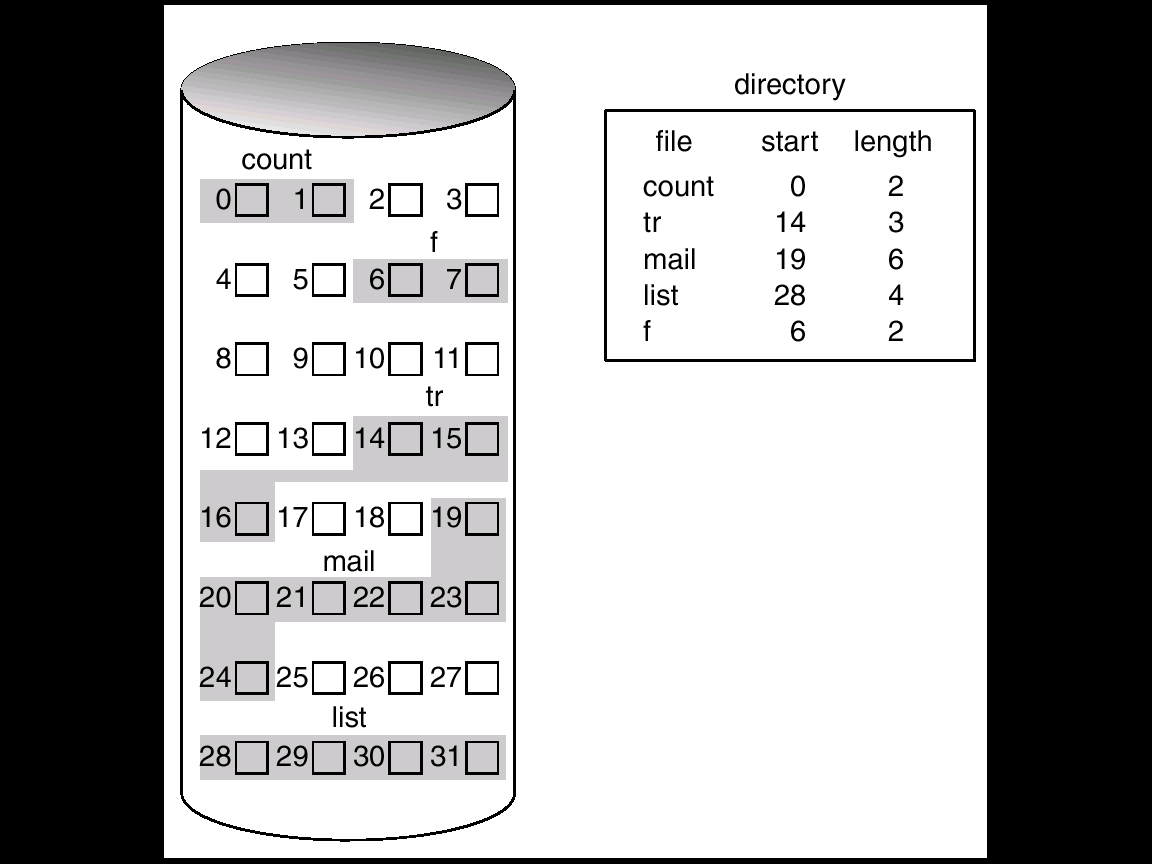 count
0 1 2 3
f
4 5 6 7
8 9 10 11
tr
12 13 14 15
16 17 18 19
mail
20 21 22 23
24 25 26 27
list
28 29 30 31
directory
file start length
count 0 2
tr 14 3
mail 19 6
list 28 4
f 6 2